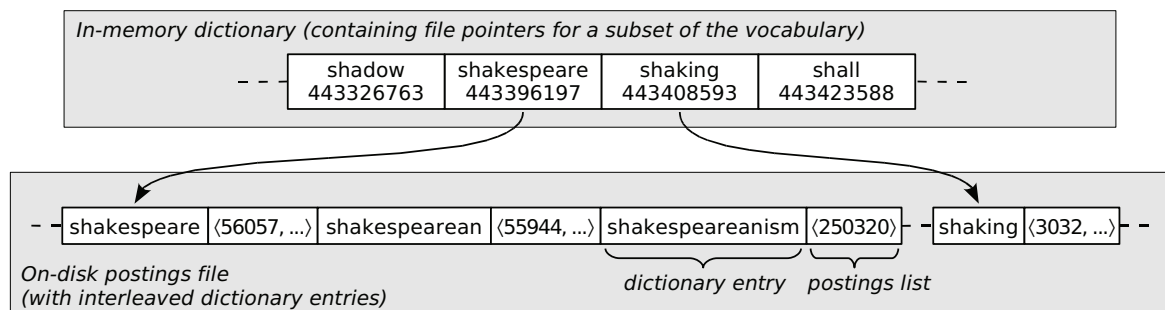 In-memory dictionary (containing file pointers for a subset of the vocabulary)
shadow shakespeare shaking shall
443326763 443396197 443408593 443423588
shakespeare ⟨56057, ...⟩ shakespearean ⟨55944, ...⟩ shakespeareanism ⟨250320⟩ shaking ⟨3032, ...⟩
On-disk postings file
(with interleaved dictionary entries)
dictionary entry postings list